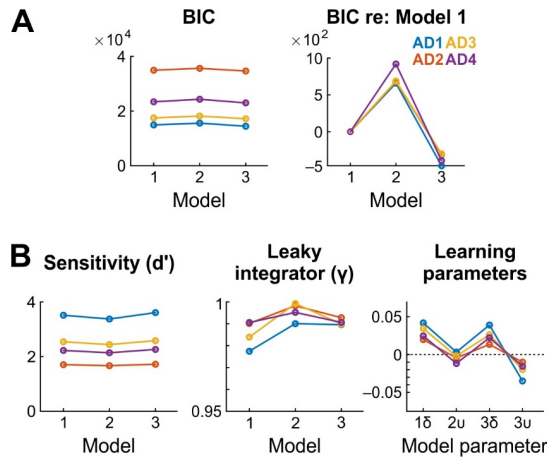 A
BIC
BIC re: Model 1
×10⁴
×10²
AD1 AD3
AD2 AD4
4
2
0
10
5
0
−5
1 2 3
1 2 3
Model
Model
B
Sensitivity (d')
Leaky
integrator (γ)
Learning
parameters
4
2
0
1
0.95
0.05
0
−0.05
1 2 3
1 2 3
1δ 2υ 3δ 3υ
Model
Model
Model parameter